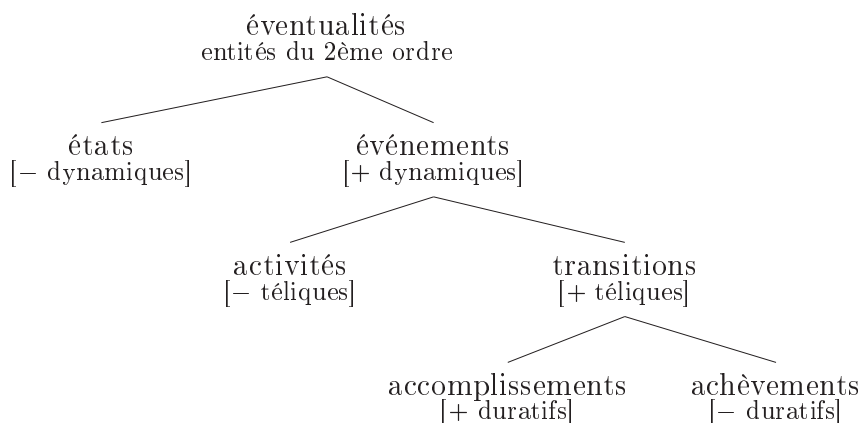 éventualités
entités du 2ème ordre
états
[− dynamiques]
événements
[+ dynamiques]
activités
[− téliques]
transitions
[+ téliques]
accomplissements
[+ duratifs]
achèvements
[− duratifs]